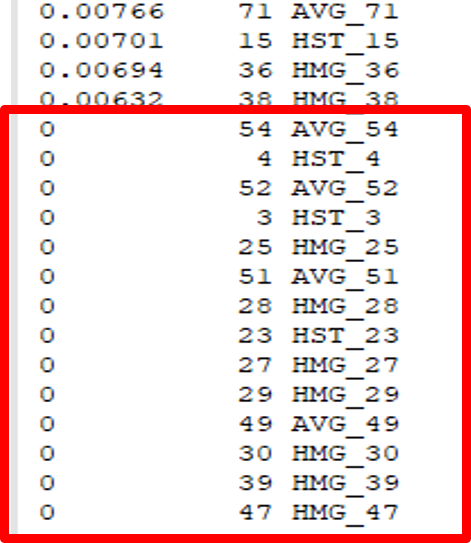 0.00766 71 AVG_71
0.00701 15 HST_15
0.00694 36 HMG_36
0.00632 38 HMG_38
0 54 AVG_54
0 4 HST_4
0 52 AVG_52
0 3 HST_3
0 25 HMG_25
0 51 AVG_51
0 28 HMG_28
0 23 HST_23
0 27 HMG_27
0 29 HMG_29
0 49 AVG_49
0 30 HMG_30
0 39 HMG_39
0 47 HMG_47